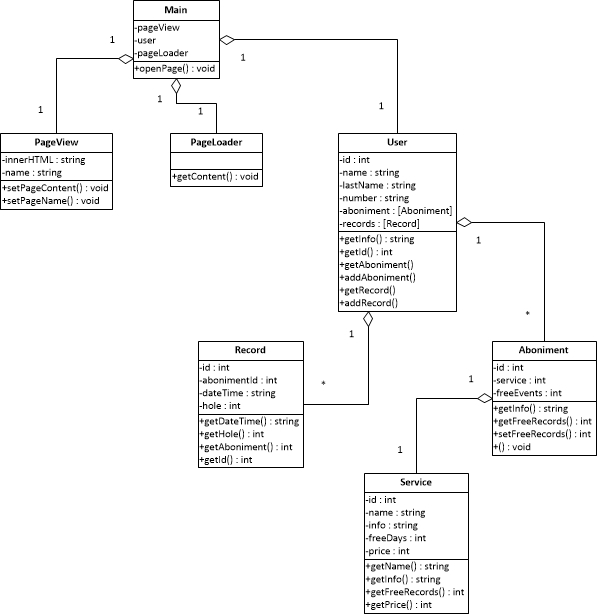 Main
-pageView
-user
-pageLoader
+openPage() : void
1
1
1
1
1
1
PageView
-innerHTML : string
-name : string
+setPageContent() : void
+setPageName() : void
PageLoader
+getContent() : void
User
-id : int
-name : string
-lastName : string
-number : string
-aboniment : [Aboniment]
-records : [Record]
+getInfo() : string
+getId() : int
+getAboniment()
+addAboniment()
+getRecord()
+addRecord()
1
*
1
*
Record
-id : int
-abonimentId : int
-dateTime : string
-hole : int
+getDateTime() : string
+getHole() : int
+getAboniment() : int
+getId() : int
Aboniment
-id : int
-service : int
-freeEvents : int
+getInfo() : string
+getFreeRecords() : int
+setFreeRecords() : int
+() : void
1
1
Service
-id : int
-name : string
-info : string
-freeDays : int
-price : int
+getName() : string
+getInfo() : string
+getFreeRecords() : int
+getPrice() : int